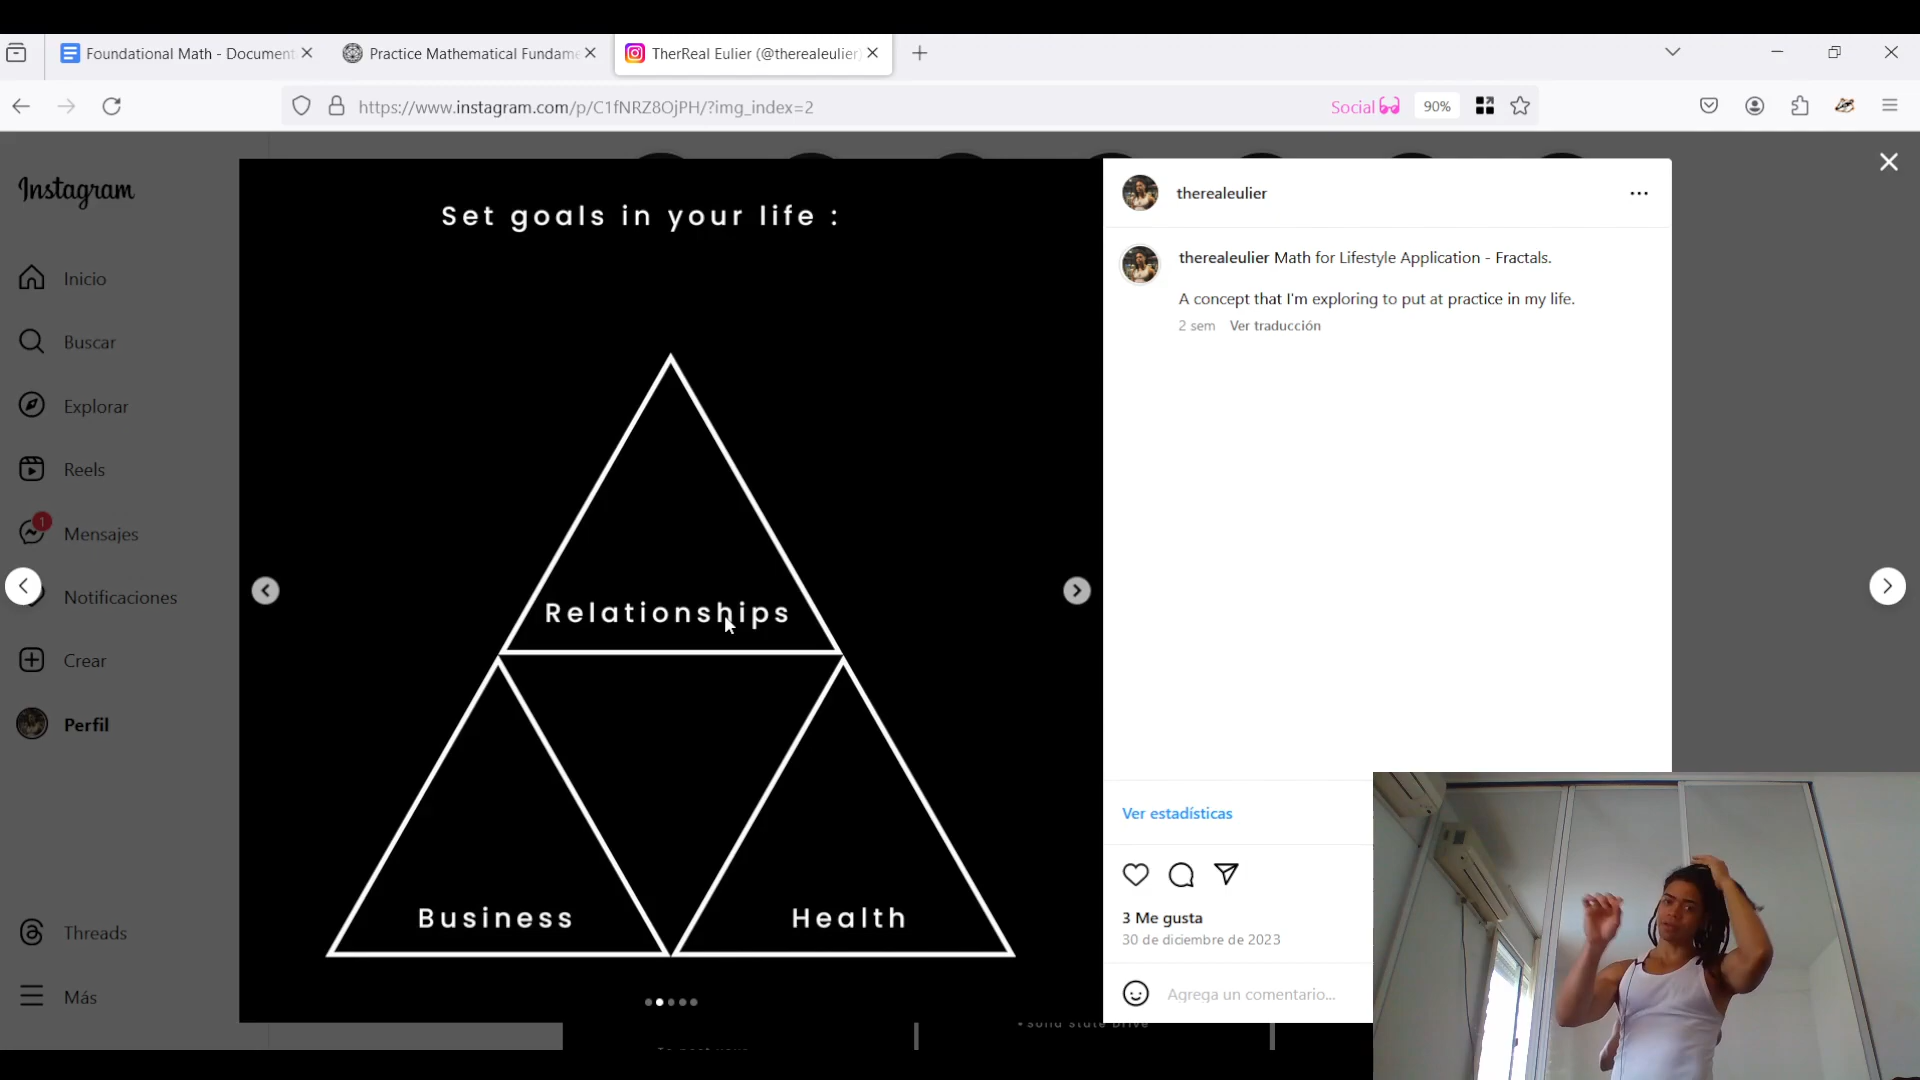 Foundational Math - Document
Practice Mathematical Fundame
TherReal Eulier (@therealeulier)
https://www.instagram.com/p/C1fNRZ8OjPH/?img_index=2
Social
90%
Instagram
Inicio
Buscar
Explorar
Reels
1
Mensajes
Notificaciones
Crear
Perfil
Threads
Más
Set goals in your life :
Relationships
Business
Health
therealeulier
therealeulier Math for Lifestyle Application - Fractals.
A concept that I'm exploring to put at practice in my life.
2 sem Ver traducción
Ver estadísticas
3 Me gusta
30 de diciembre de 2023
Agrega un comentario...